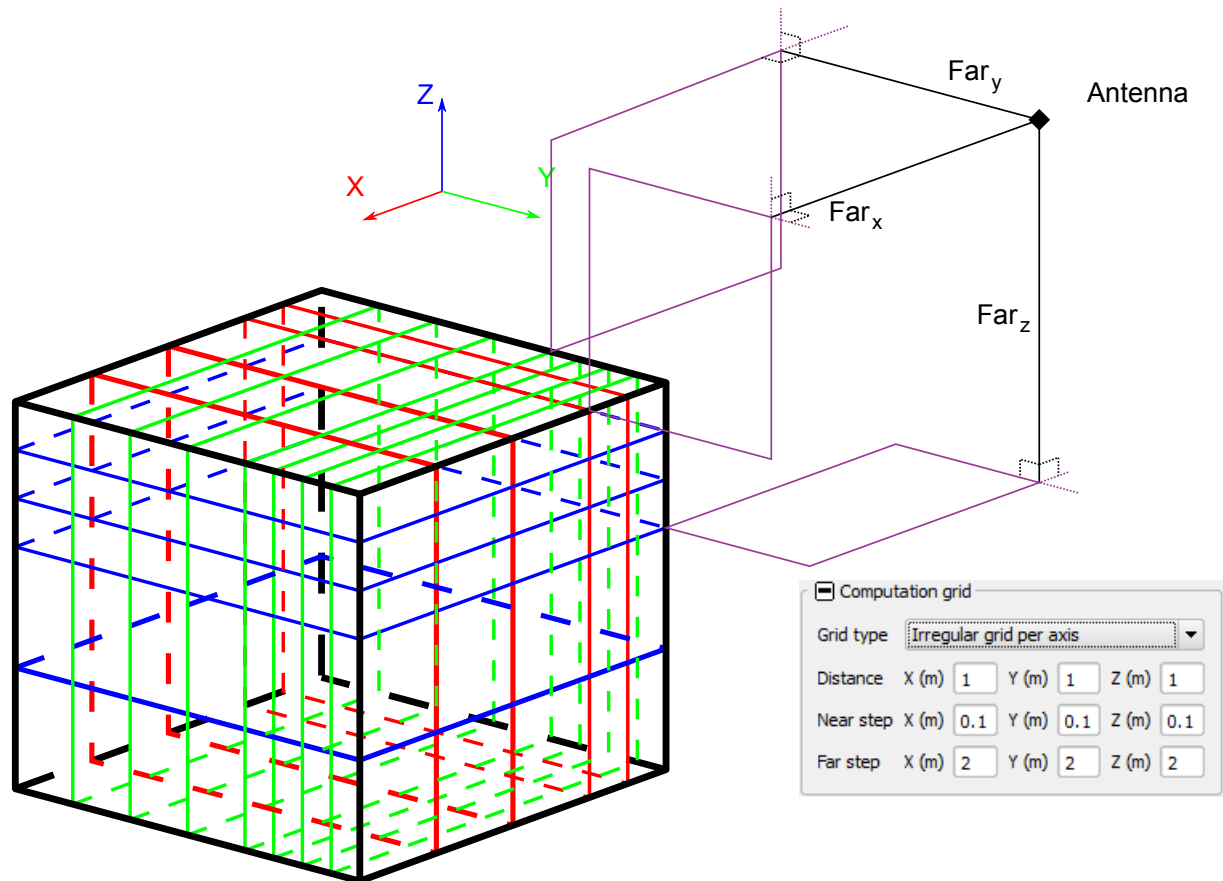 Far_y
Antenna
Z
X
Y
Far_x
Far_z
Computation grid
Grid type Irregular grid per axis
Distance X (m) 1 Y (m) 1 Z (m) 1
Near step X (m) 0.1 Y (m) 0.1 Z (m) 0.1
Far step X (m) 2 Y (m) 2 Z (m) 2